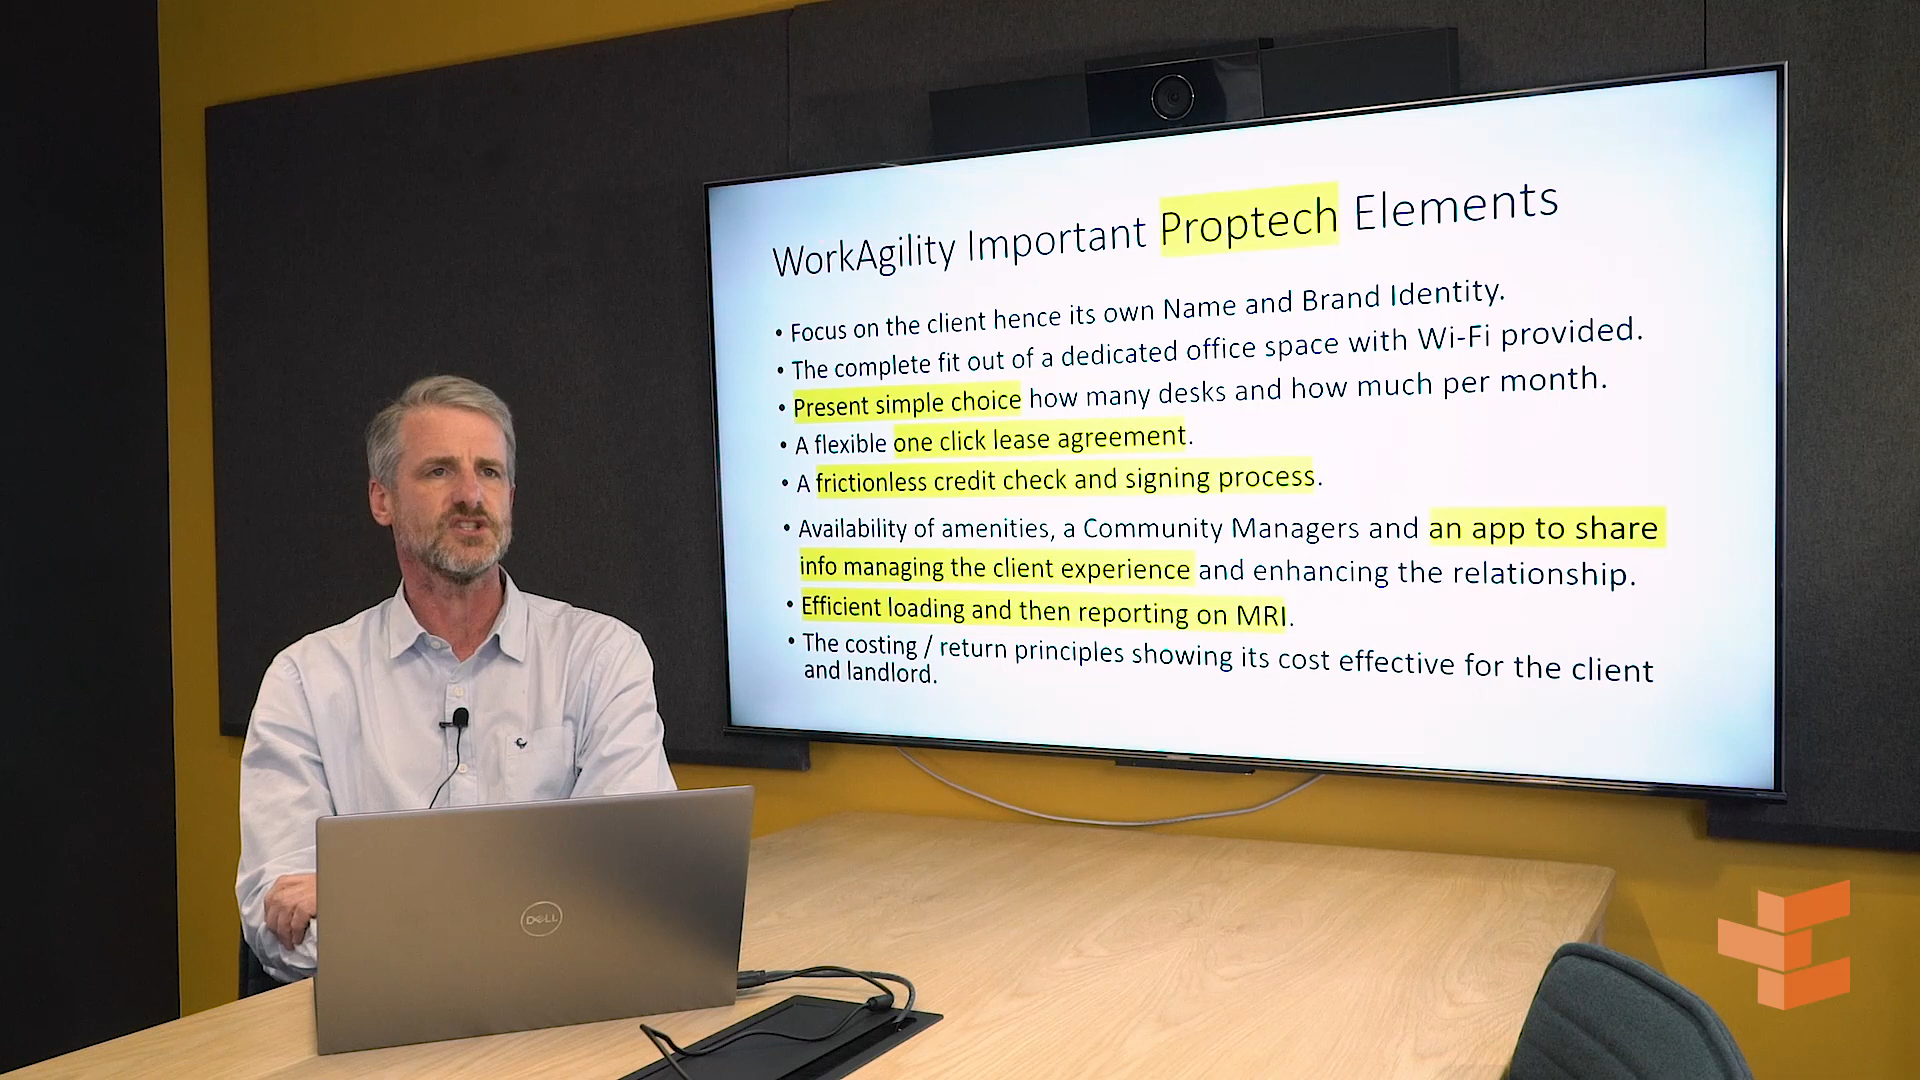 WorkAgility Important Proptech Elements
• Focus on the client hence its own Name and Brand Identity.
• The complete fit out of a dedicated office space with Wi-Fi provided.
• Present simple choice how many desks and how much per month.
• A flexible one click lease agreement.
• A frictionless credit check and signing process.
• Availability of amenities, a Community Managers and an app to share
info managing the client experience and enhancing the relationship.
• Efficient loading and then reporting on MRI.
• The costing / return principles showing its cost effective for the client
and landlord.
DELL